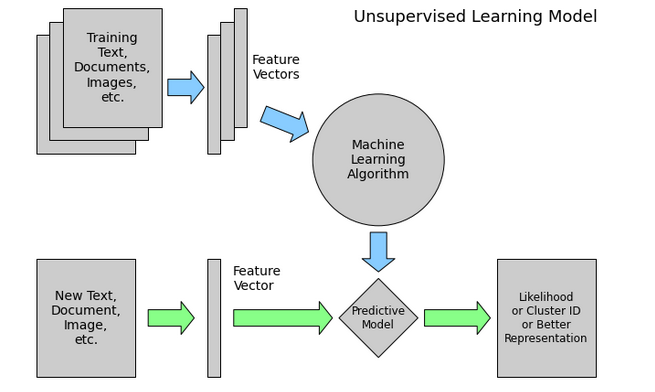 Unsupervised Learning Model
Training
Text,
Documents,
Images,
etc.
Feature
Vectors
Machine
Learning
Algorithm
New Text,
Document,
Image,
etc.
Feature
Vector
Predictive
Model
Likelihood
or Cluster ID
or Better
Representation